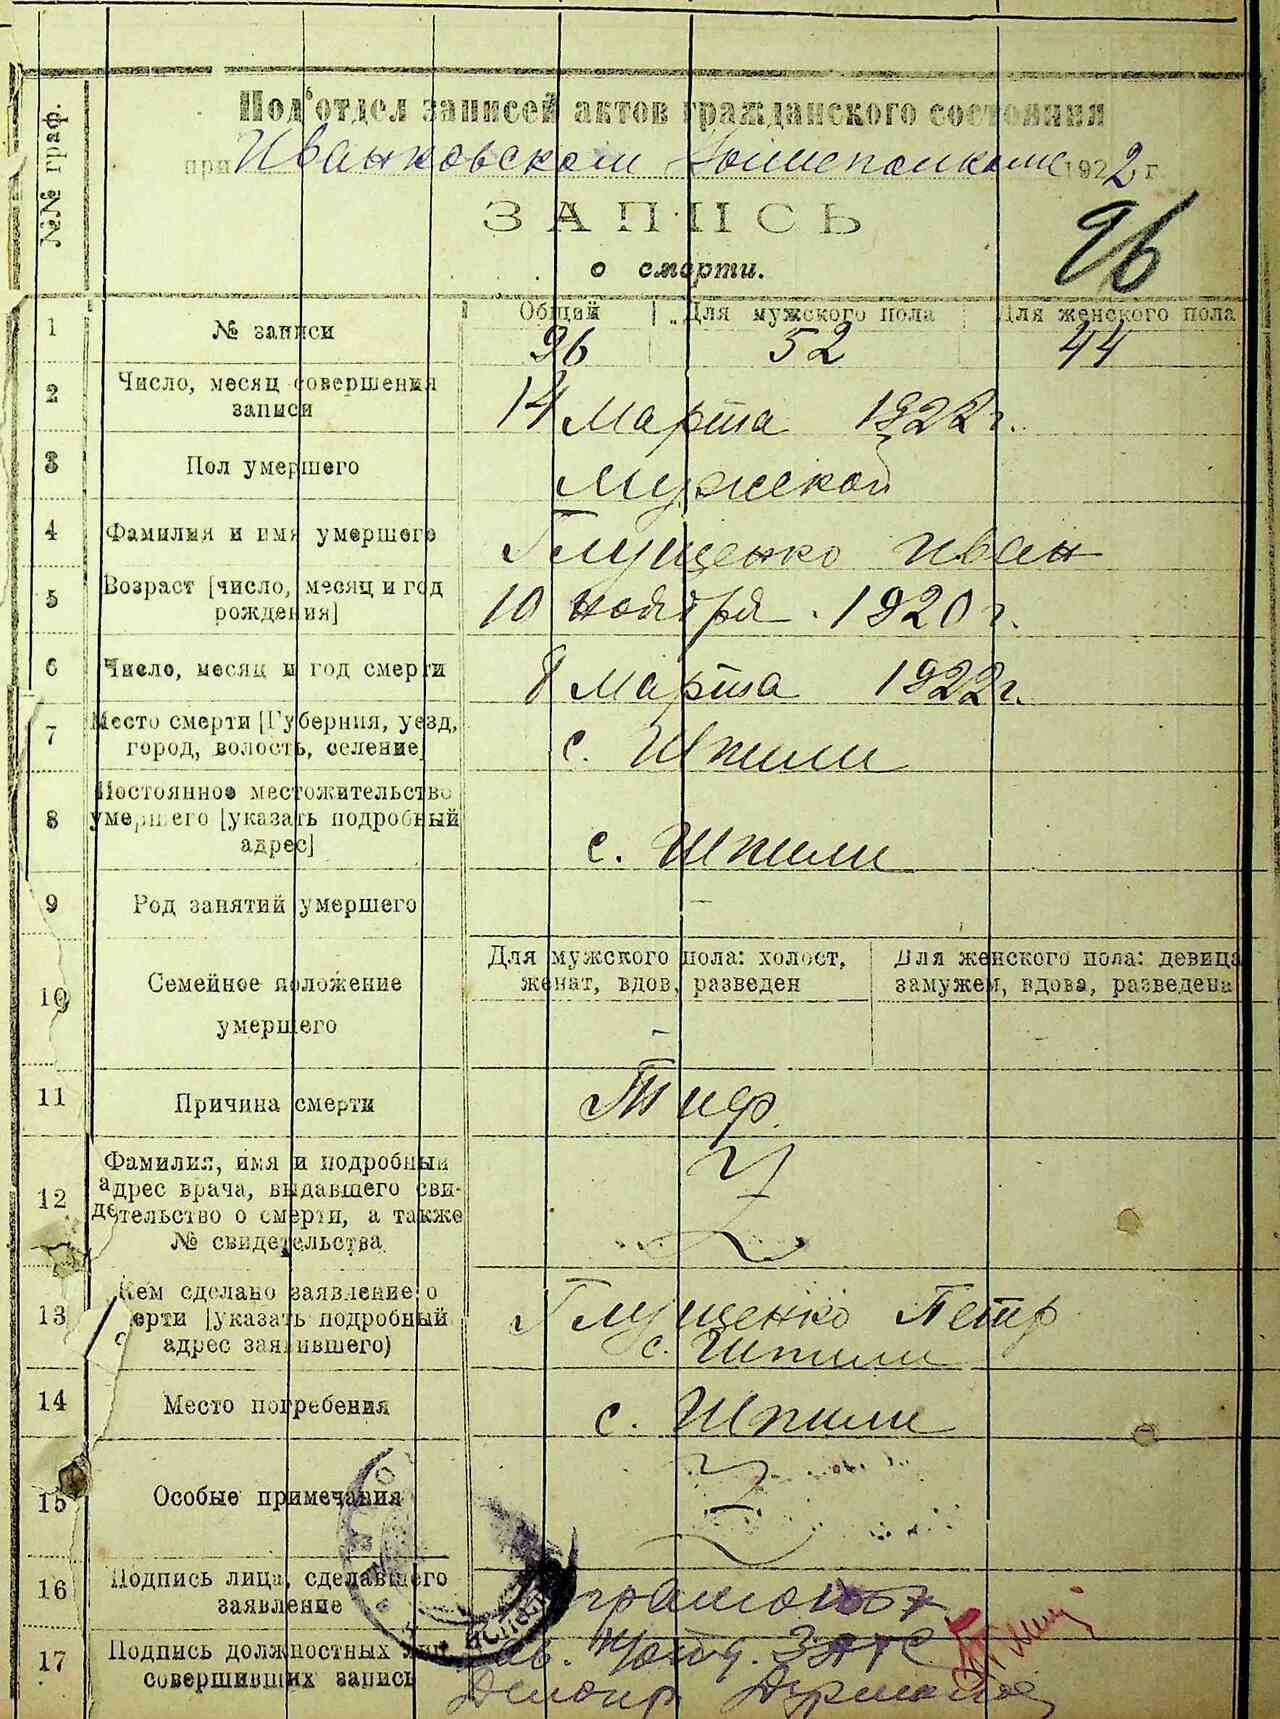 №№ граф.
Под'отдел записей актов гражданского состояния
при Иванковском 1922 г.
ЗАПИСЬ
о смерти.
96
1 № записи Общий Для мужского пола Для женского пола
96 52 44
2 Число, месяц совершения
записи 14 Марта 1922 г.
3 Пол умершего Мужской
4 Фамилия и имя умершего Глущенко Иван
5 Возраст [число, месяц и год
рождения] 10 ноября 1920 г.
6 Число, месяц и год смерти 8 Марта 1922 г.
7 Место смерти [Губерния, уезд,
город, волость, селение] с. Шпили
8 Постоянное местожительство
умершего [указать подробный
адрес] с. Шпили
9 Род занятий умершего —
10 Семейное положение
умершего
Для мужского пола: холост,
женат, вдов, разведен
Для женского пола: девица
замужем, вдова, разведена
-
11 Причина смерти Тиф
12 Фамилия, имя и подробный
адрес врача, выдавшего сви-
детельство о смерти, а также
№ свидетельства
13 Кем сделано заявление о
смерти [указать подробный
адрес заявившего) Глущенко Петр
с. Шпили
14 Место погребения с. Шпили
15 Особые примечания
16 Подпись лица, сделавшего
заявление
17 Подпись должностных лиц
совершивших запись